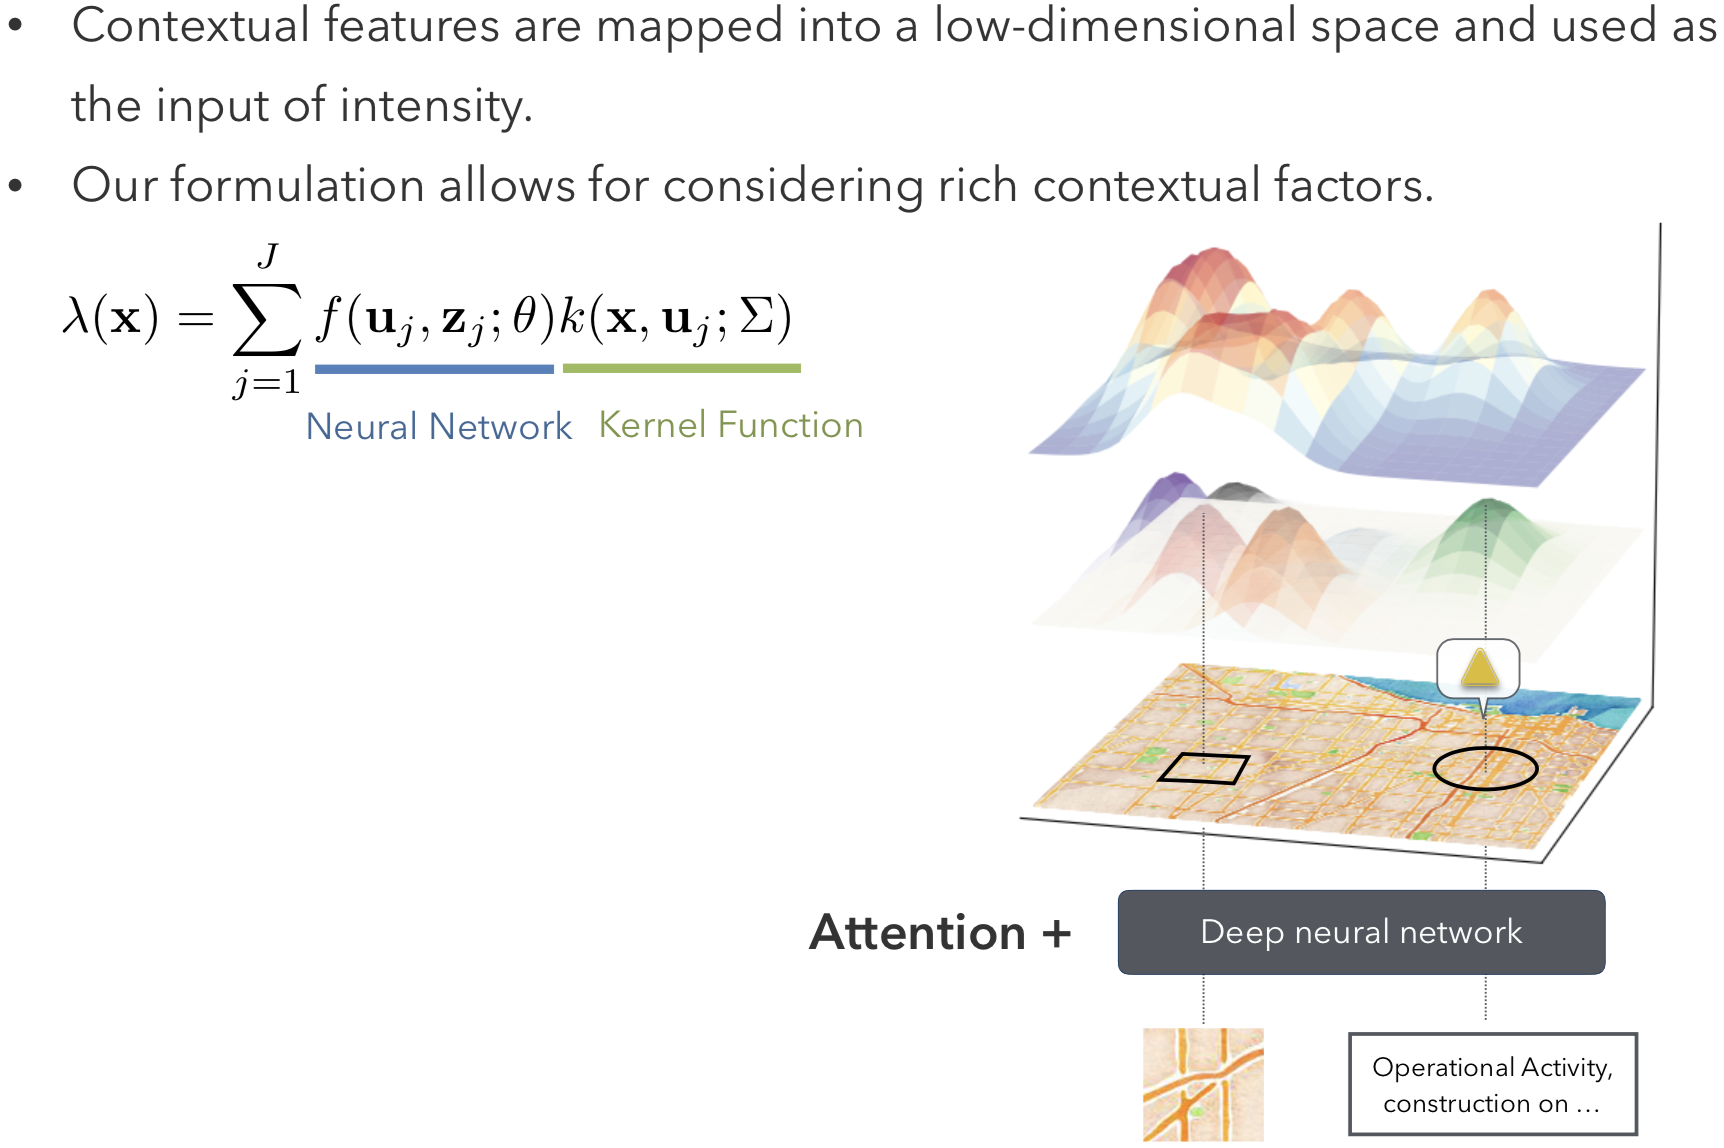 • Contextual features are mapped into a low-dimensional space and used as
the input of intensity.
• Our formulation allows for considering rich contextual factors.
λ(x) = ∑_{j=1}^{J} f(u_j, z_j; θ)k(x, u_j; Σ)
Neural Network Kernel Function
Attention + Deep neural network
Operational Activity,
construction on …